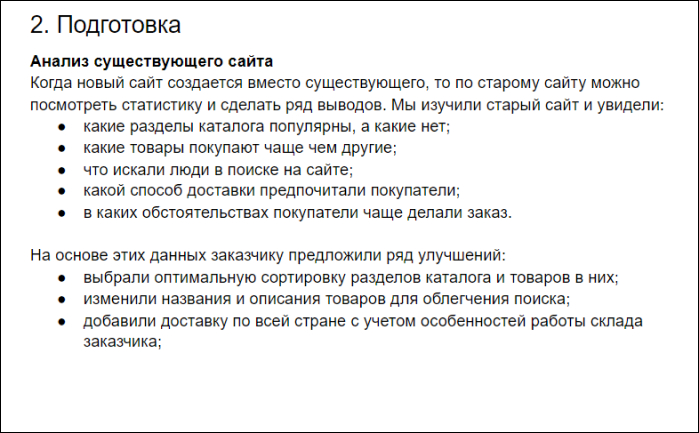 2. Подготовка
Анализ существующего сайта
Когда новый сайт создается вместо существующего, то по старому сайту можно
посмотреть статистику и сделать ряд выводов. Мы изучили старый сайт и увидели:
● какие разделы каталога популярны, а какие нет;
● какие товары покупают чаще чем другие;
● что искали люди в поиске на сайте;
● какой способ доставки предпочитали покупатели;
● в каких обстоятельствах покупатели чаще делали заказ.
На основе этих данных заказчику предложили ряд улучшений:
● выбрали оптимальную сортировку разделов каталога и товаров в них;
● изменили названия и описания товаров для облегчения поиска;
● добавили доставку по всей стране с учетом особенностей работы склада
заказчика;